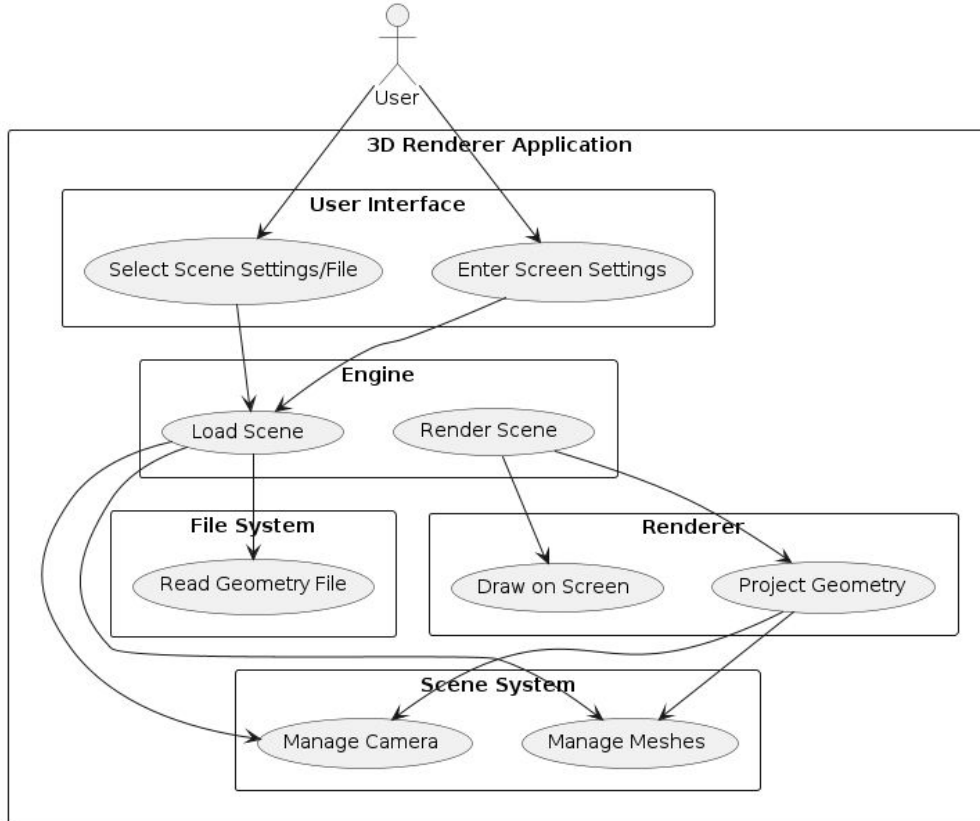 User
3D Renderer Application
User Interface
Select Scene Settings/File
Enter Screen Settings
Engine
Load Scene
Render Scene
File System
Renderer
Read Geometry File
Draw on Screen
Project Geometry
Scene System
Manage Camera
Manage Meshes